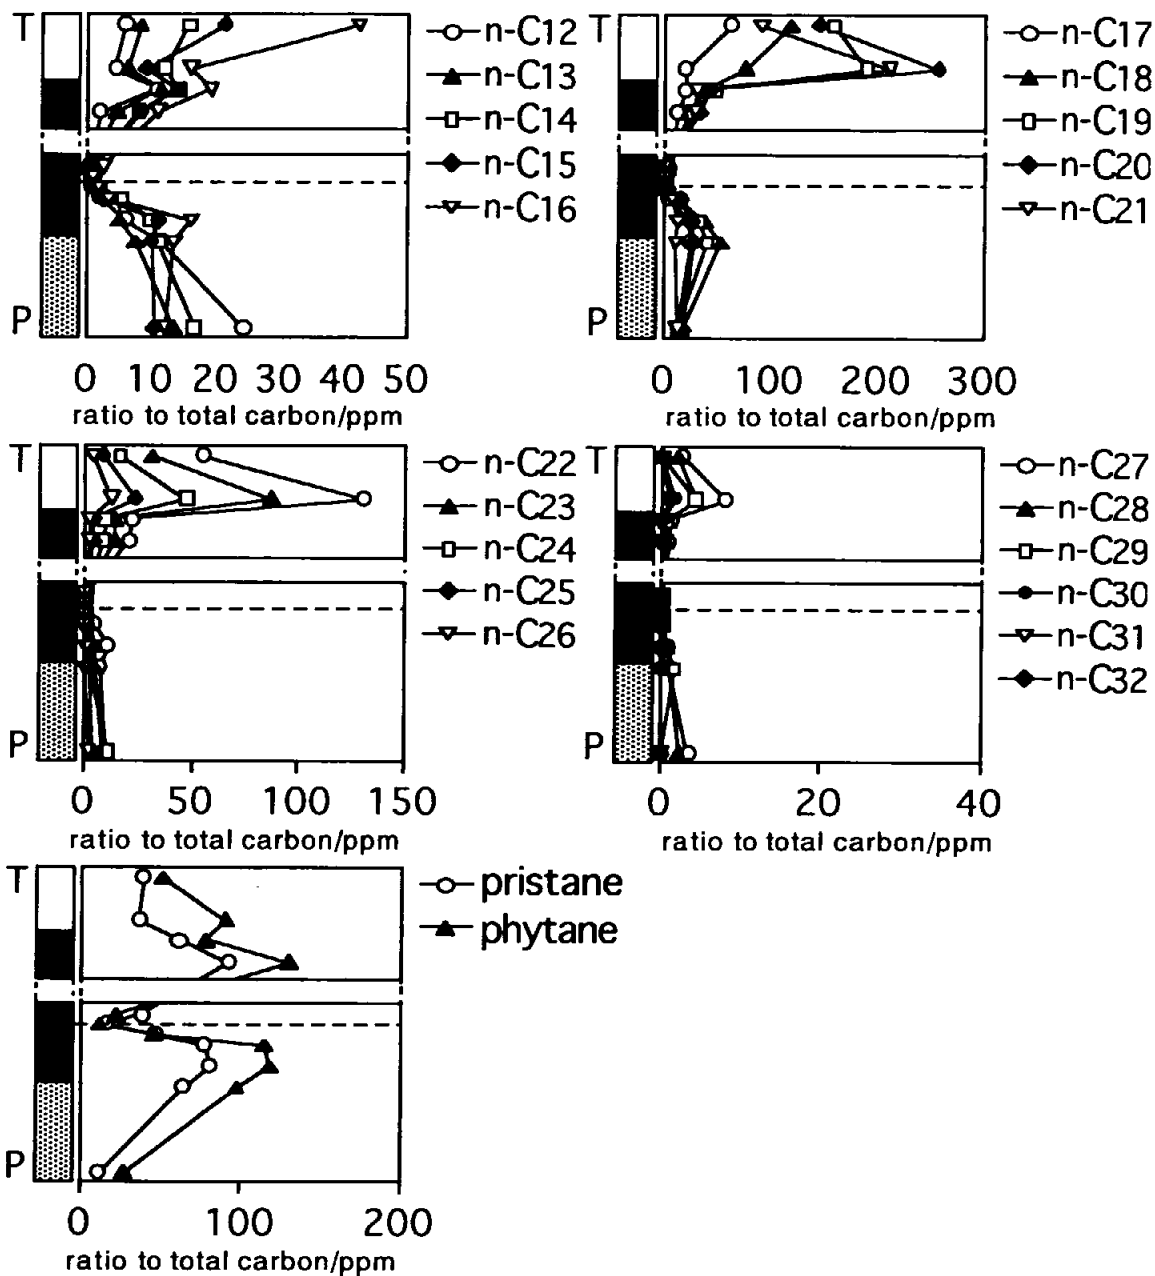 T
n-C12
n-C13
n-C14
n-C15
n-C16
P
0 10 20 30 40 50
ratio to total carbon/ppm
T
n-C17
n-C18
n-C19
n-C20
n-C21
P
0 100 200 300
ratio to total carbon/ppm
T
n-C22
n-C23
n-C24
n-C25
n-C26
P
0 50 100 150
ratio to total carbon/ppm
T
n-C27
n-C28
n-C29
n-C30
n-C31
n-C32
P
0 20 40
ratio to total carbon/ppm
T
pristane
phytane
P
0 100 200
ratio to total carbon/ppm